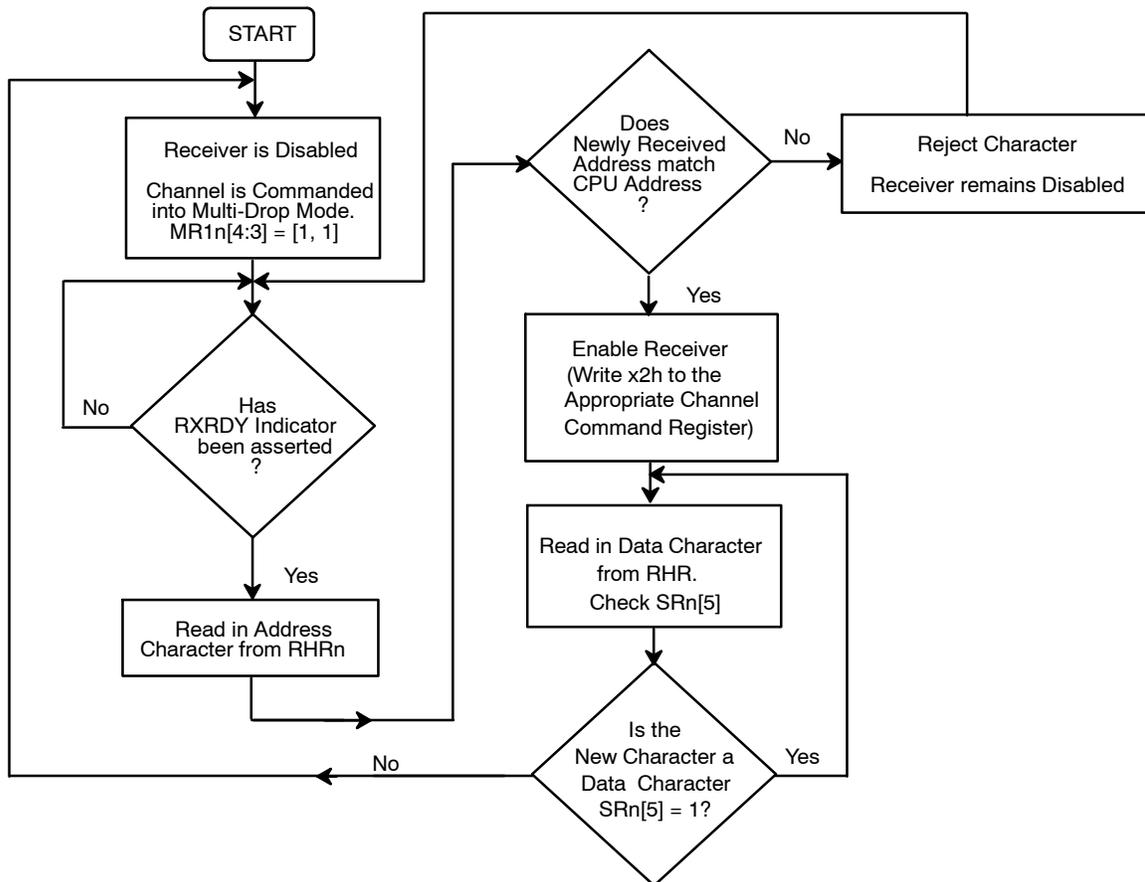 START
Receiver is Disabled
Channel is Commanded
into Multi-Drop Mode.
MR1n[4:3] = [1, 1]
No
Has
RXRDY Indicator
been asserted
?
Yes
Read in Address
Character from RHRn
Does
Newly Received
Address match
CPU Address
?
No
Reject Character
Receiver remains Disabled
Yes
Enable Receiver
(Write x2h to the
Appropriate Channel
Command Register)
Read in Data Character
from RHR.
Check SRn[5]
Is the
New Character a
Data Character
SRn[5] = 1?
Yes
No